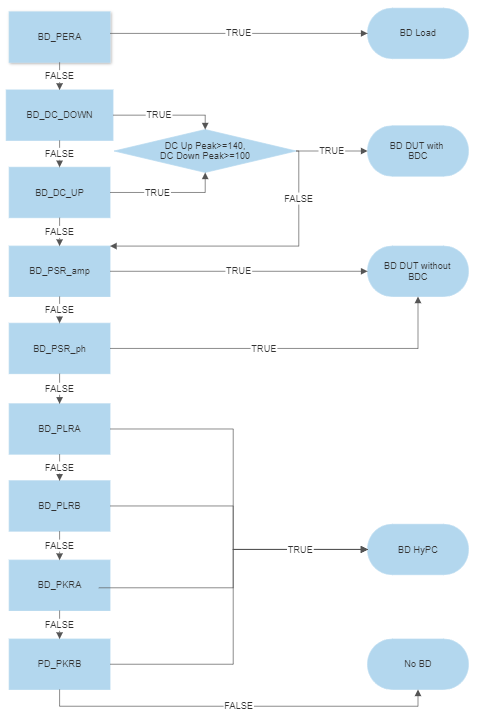 BD_PERA
TRUE
BD Load
FALSE
BD_DC_DOWN
TRUE
FALSE
DC Up Peak>=140,
DC Down Peak>=100
TRUE
BD DUT with
BDC
BD_DC_UP
TRUE
FALSE
FALSE
BD_PSR_amp
TRUE
BD DUT without
BDC
FALSE
BD_PSR_ph
TRUE
FALSE
BD_PLRA
FALSE
BD_PLRB
FALSE
TRUE
BD HyPC
BD_PKRA
FALSE
PD_PKRB
No BD
FALSE